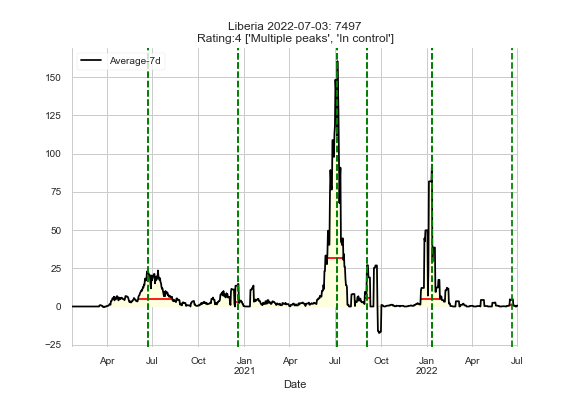 Liberia 2022-07-03: 7497
Rating:4 ['Multiple peaks', 'In control']
Average-7d
150
125
100
75
50
25
0
−25
Apr Jul Oct Jan Apr Jul Oct Jan Apr Jul
2021 2022
Date